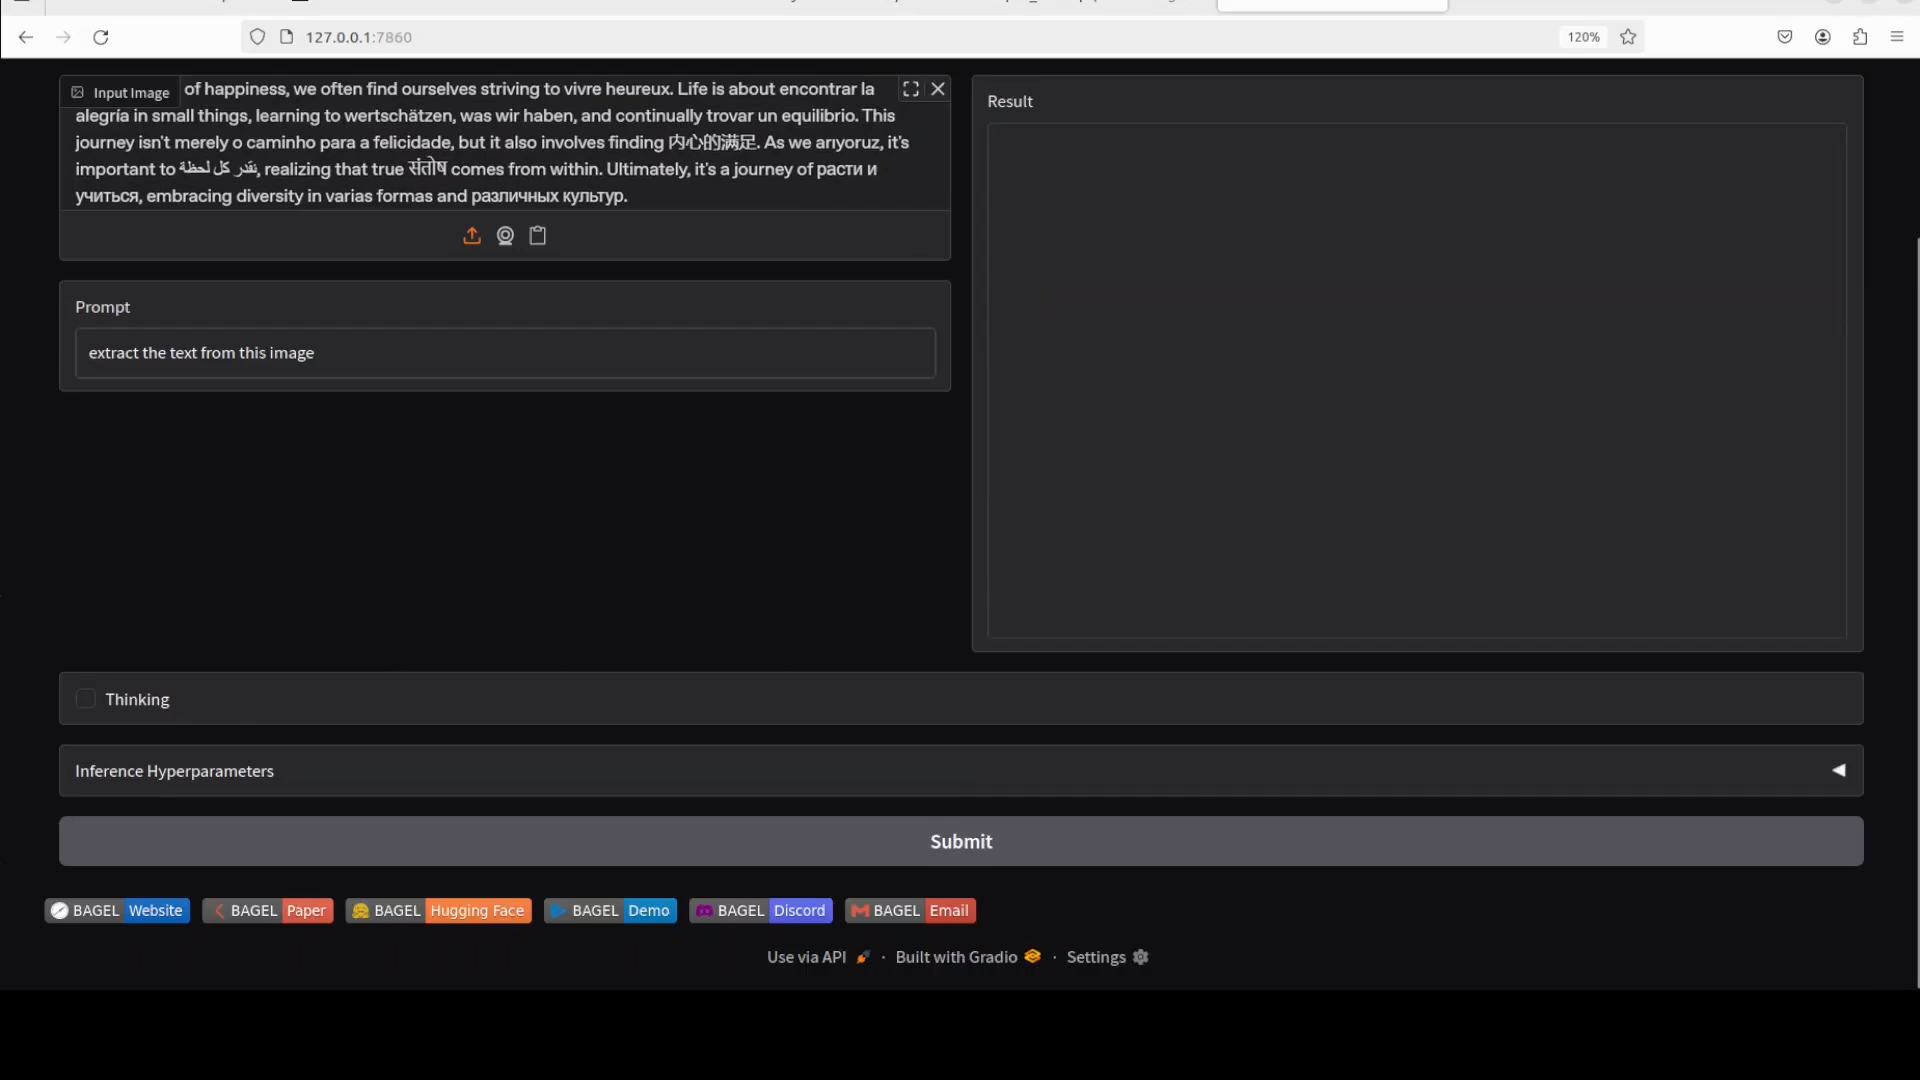 127.0.0.1:7860
120%
Input Image
of happiness, we often find ourselves striving to vivre heureux. Life is about encontrar la
alegría in small things, learning to wertschätzen, was wir haben, and continually trovar un equilibrio. This
journey isn't merely o caminho para a felicidade, but it also involves finding 内心的满足. As we arıyoruz, it's
important to نقدر كل لحظة, realizing that true संतोष comes from within. Ultimately, it's a journey of расти и
учиться, embracing diversity in varias formas and различных культур.
Prompt
extract the text from this image
Result
Thinking
Inference Hyperparameters
Submit
BAGEL Website BAGEL Paper BAGEL Hugging Face BAGEL Demo BAGEL Discord BAGEL Email
Use via API · Built with Gradio · Settings